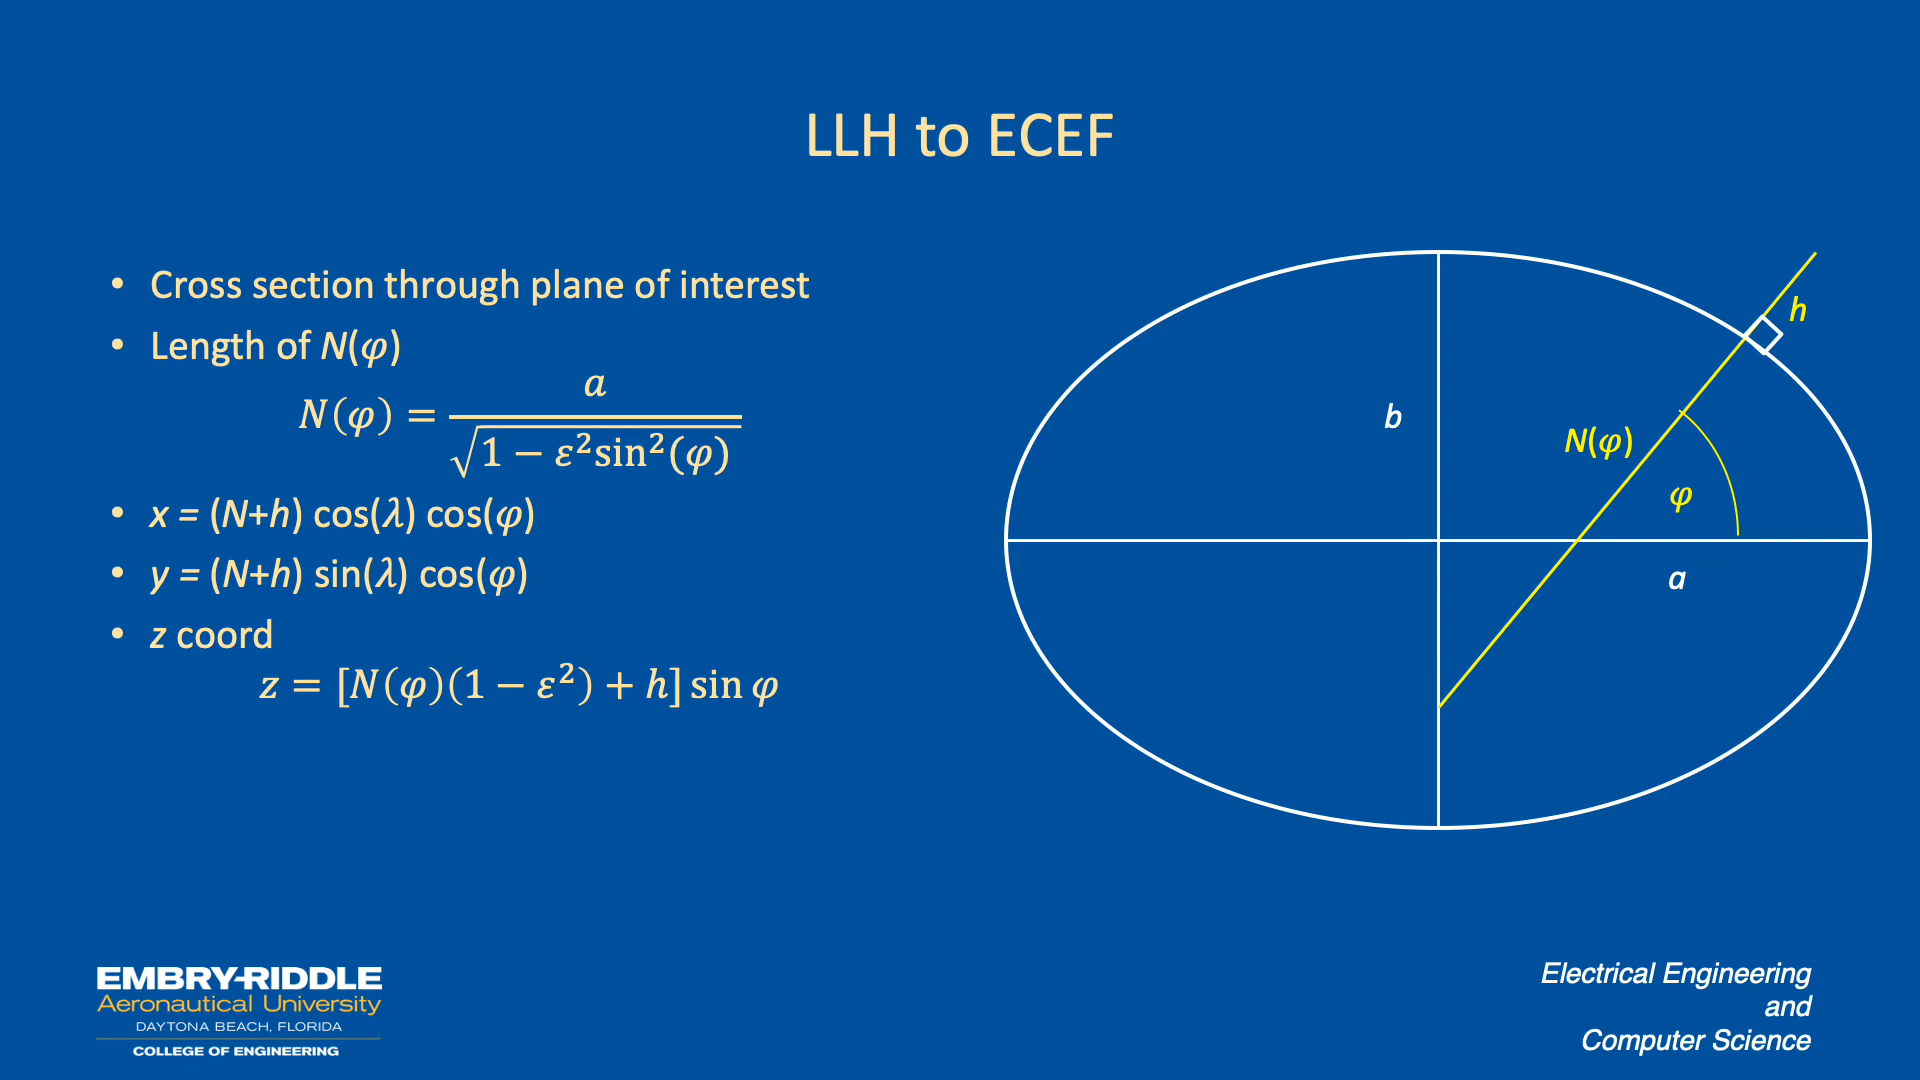 LLH to ECEF
• Cross section through plane of interest
• Length of N(φ)
N(φ) = a / √(1 − ε²sin²(φ))
• x = (N+h) cos(λ) cos(φ)
• y = (N+h) sin(λ) cos(φ)
• z coord
z = [N(φ)(1 − ε²) + h] sin φ
h
b
N(φ)
φ
a
EMBRY-RIDDLE
Aeronautical University
DAYTONA BEACH, FLORIDA
COLLEGE OF ENGINEERING
Electrical Engineering
and
Computer Science